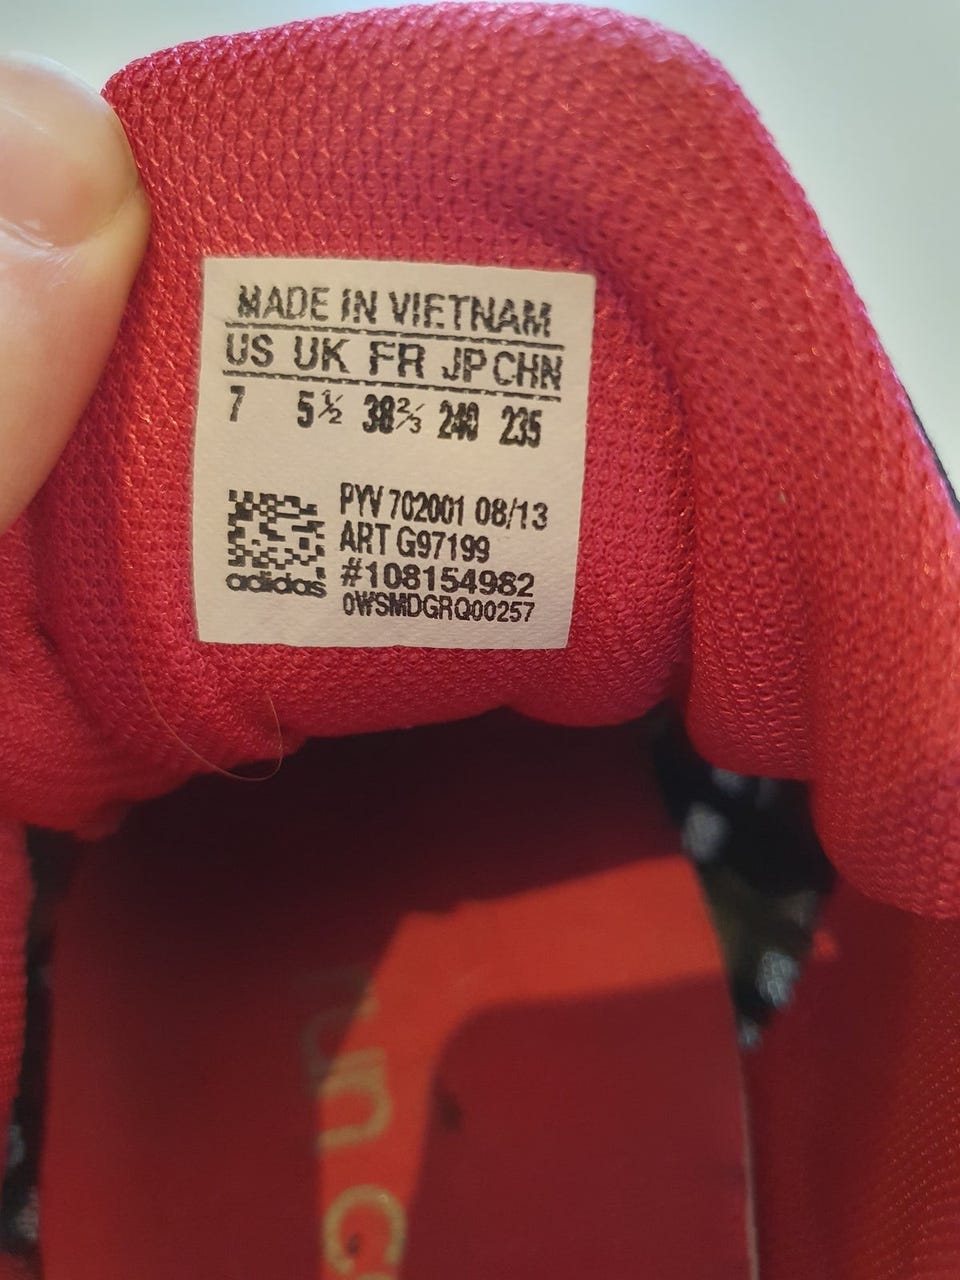 MADE IN VIETNAM
US UK FR JP CHN
7 5½ 38⅔ 240 235
PYV 702001 08/13
ART G97199
#108154982
0WSMDGRQ00257
adidas